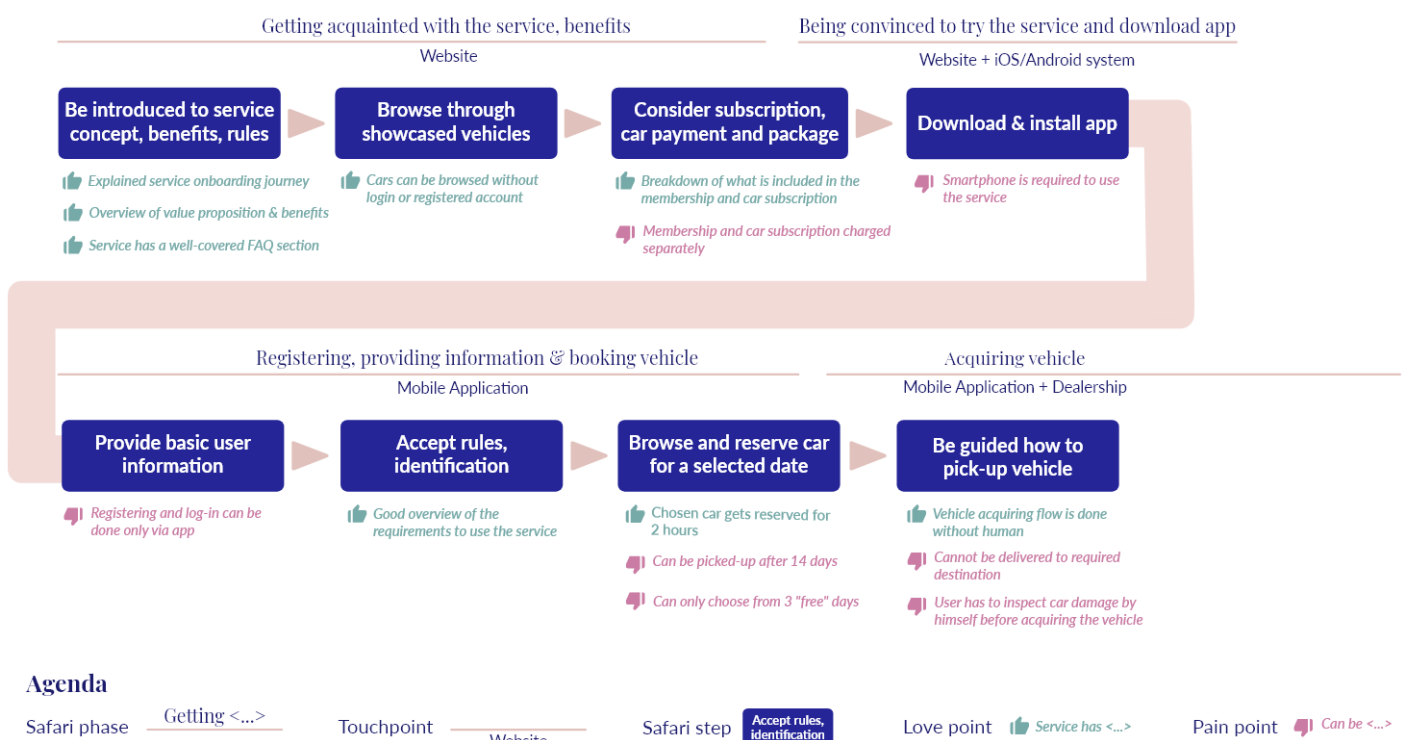 Getting acquainted with the service, benefits
Website
Being convinced to try the service and download app
Website + iOS/Android system
Be introduced to service
concept, benefits, rules
Explained service onboarding journey
Overview of value proposition & benefits
Service has a well-covered FAQ section
Browse through
showcased vehicles
Cars can be browsed without
login or registered account
Consider subscription,
car payment and package
Breakdown of what is included in the
membership and car subscription
Membership and car subscription charged
separately
Download & install app
Smartphone is required to use
the service
Registering, providing information & booking vehicle
Mobile Application
Acquiring vehicle
Mobile Application + Dealership
Provide basic user
information
Registering and log-in can be
done only via app
Accept rules,
identification
Good overview of the
requirements to use the service
Browse and reserve car
for a selected date
Chosen car gets reserved for
2 hours
Can be picked-up after 14 days
Can only choose from 3 "free" days
Be guided how to
pick-up vehicle
Vehicle acquiring flow is done
without human
Cannot be delivered to required
destination
User has to inspect car damage by
himself before acquiring the vehicle
Agenda
Safari phase
Getting <...>
Touchpoint
Website
Safari step
Accept rules,
identification
Love point
Service has <...>
Pain point
Can be <...>